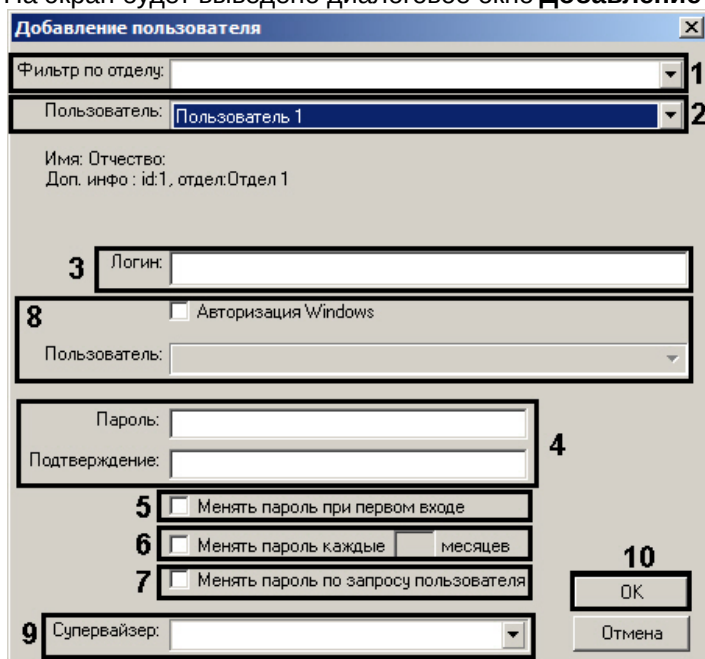 На экран будет выведено диалоговое окно Добавление
Добавление пользователя
Фильтр по отделу: 1
Пользователь: Пользователь 1 2
Имя: Отчество:
Доп. инфо : id:1, отдел:Отдел 1
3 Логин:
8 Авторизация Windows
Пользователь:
Пароль:
4
Подтверждение:
5 Менять пароль при первом входе
6 Менять пароль каждые месяцев
10
7 Менять пароль по запросу пользователя
OK
9 Супервайзер:
Отмена